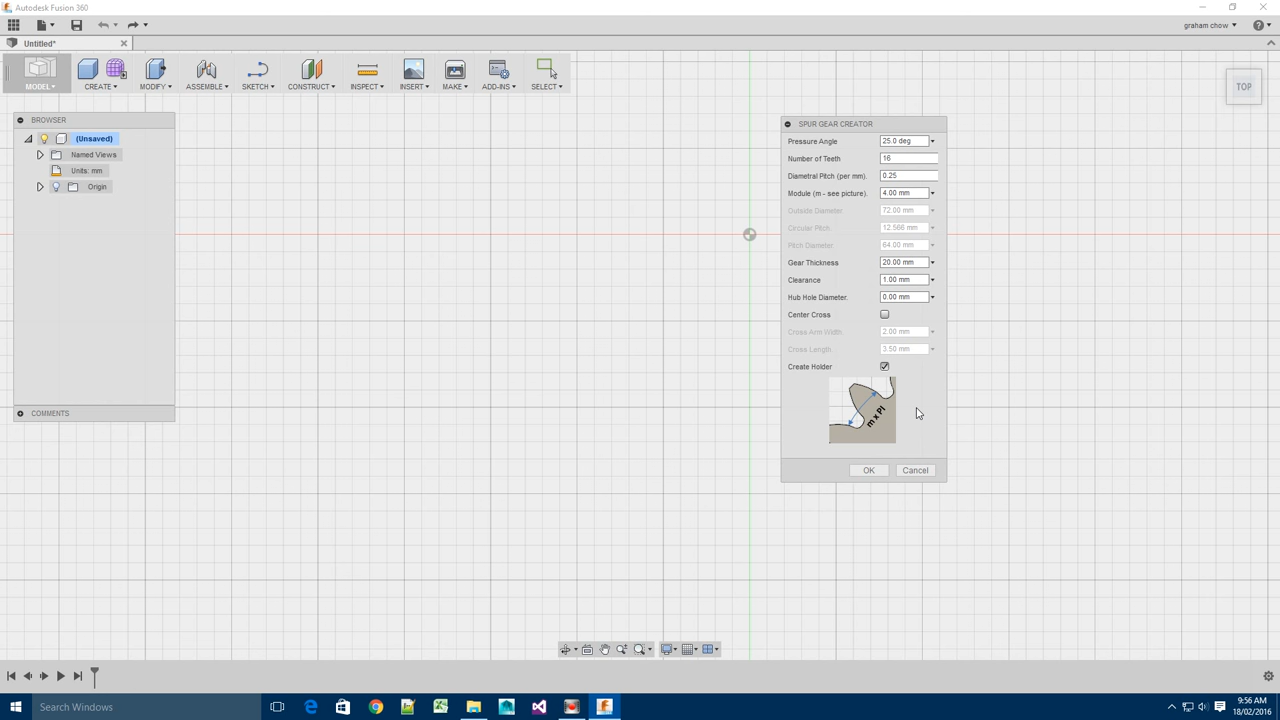 Autodesk Fusion 360
graham chow
Untitled*
MODEL
CREATE
MODIFY
ASSEMBLE
SKETCH
CONSTRUCT
INSPECT
INSERT
MAKE
ADD-INS
SELECT
TOP
BROWSER
(Unsaved)
Named Views
Units: mm
Origin
COMMENTS
SPUR GEAR CREATOR
Pressure Angle 25.0 deg
Number of Teeth 16
Diametral Pitch (per mm). 0.25
Module (m - see picture). 4.00 mm
Outside Diameter. 72.00 mm
Circular Pitch. 12.566 mm
Pitch Diameter. 64.00 mm
Gear Thickness 20.00 mm
Clearance 1.00 mm
Hub Hole Diameter. 0.00 mm
Center Cross
Cross Arm Width. 2.00 mm
Cross Length. 3.50 mm
Create Holder
m x PI
OK Cancel
Search Windows
9:56 AM
18/02/2016